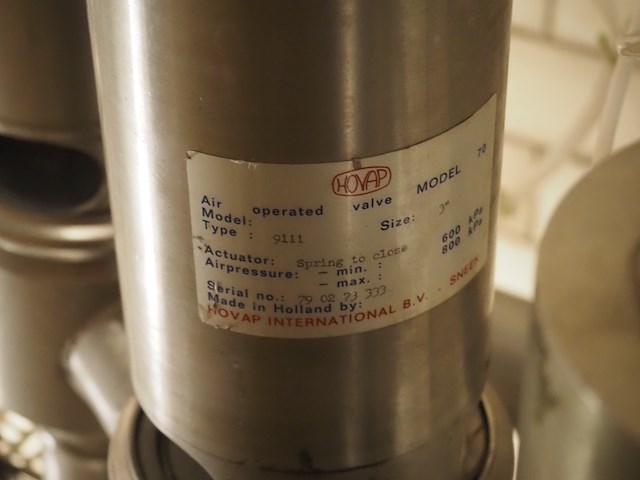 HOVAP
Air operated valve MODEL 70
Model:
Type : 9111 Size: 3"
Actuator: Spring to close
Airpressure: - min. : 600 kPa
- max. : 800 kPa
Serial no.: 79 02 73 333
Made in Holland by:
HOVAP INTERNATIONAL B.V. - SNEEK